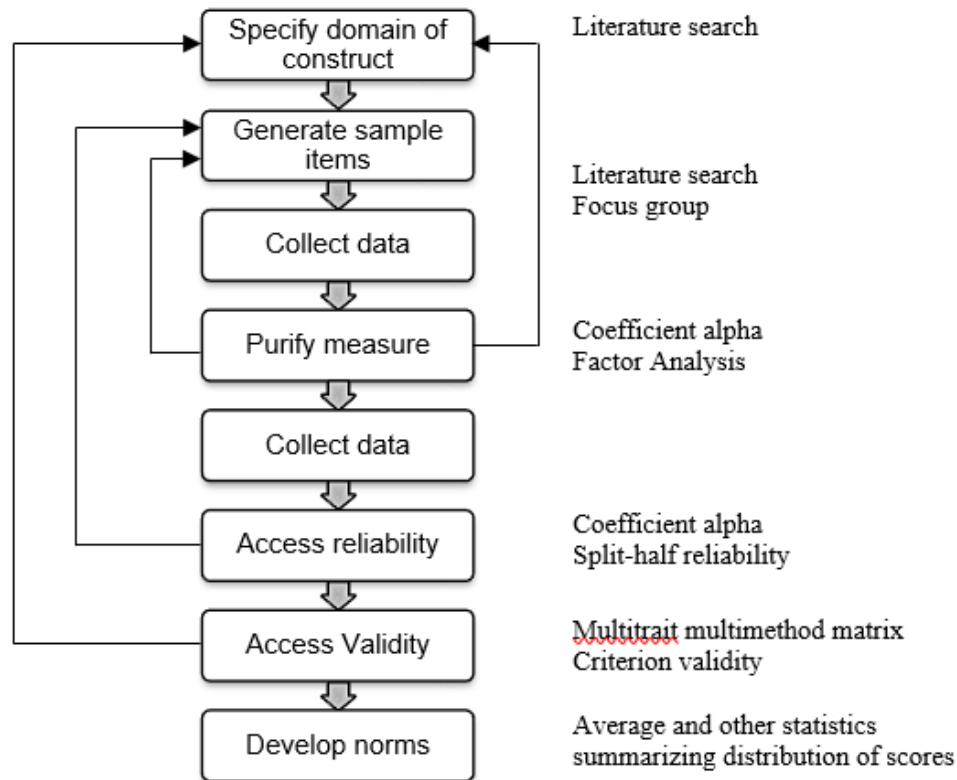 Specify domain of
construct
Literature search
Generate sample
items
Literature search
Focus group
Collect data
Purify measure
Coefficient alpha
Factor Analysis
Collect data
Access reliability
Coefficient alpha
Split-half reliability
Access Validity
Multitrait multimethod matrix
Criterion validity
Develop norms
Average and other statistics
summarizing distribution of scores